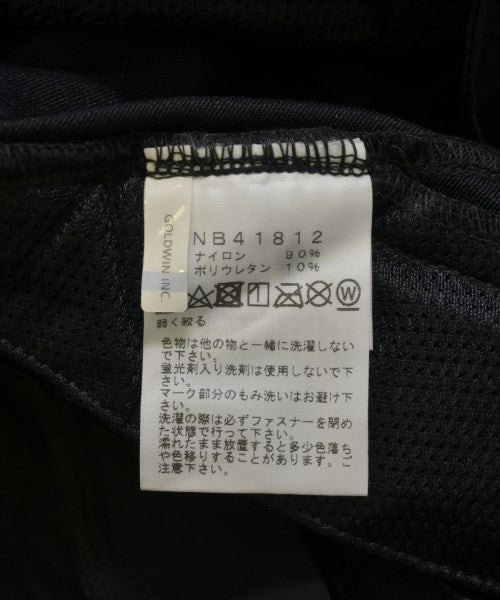 GOLDWIN INC.
NB41812
ナイロン 90%
ポリウレタン 10%
W
弱く絞る
色物は他の物と一緒に洗濯しない
で下さい。
蛍光剤入り洗剤は使用しないで下
さい。
マーク部分のもみ洗いはお避け下
さい。
洗濯の際は必ずファスナーを閉め
た状態で行って下さい。
濡れたまま放置すると多少色落ち
や色移りすることがあります。ご
注意下さい。